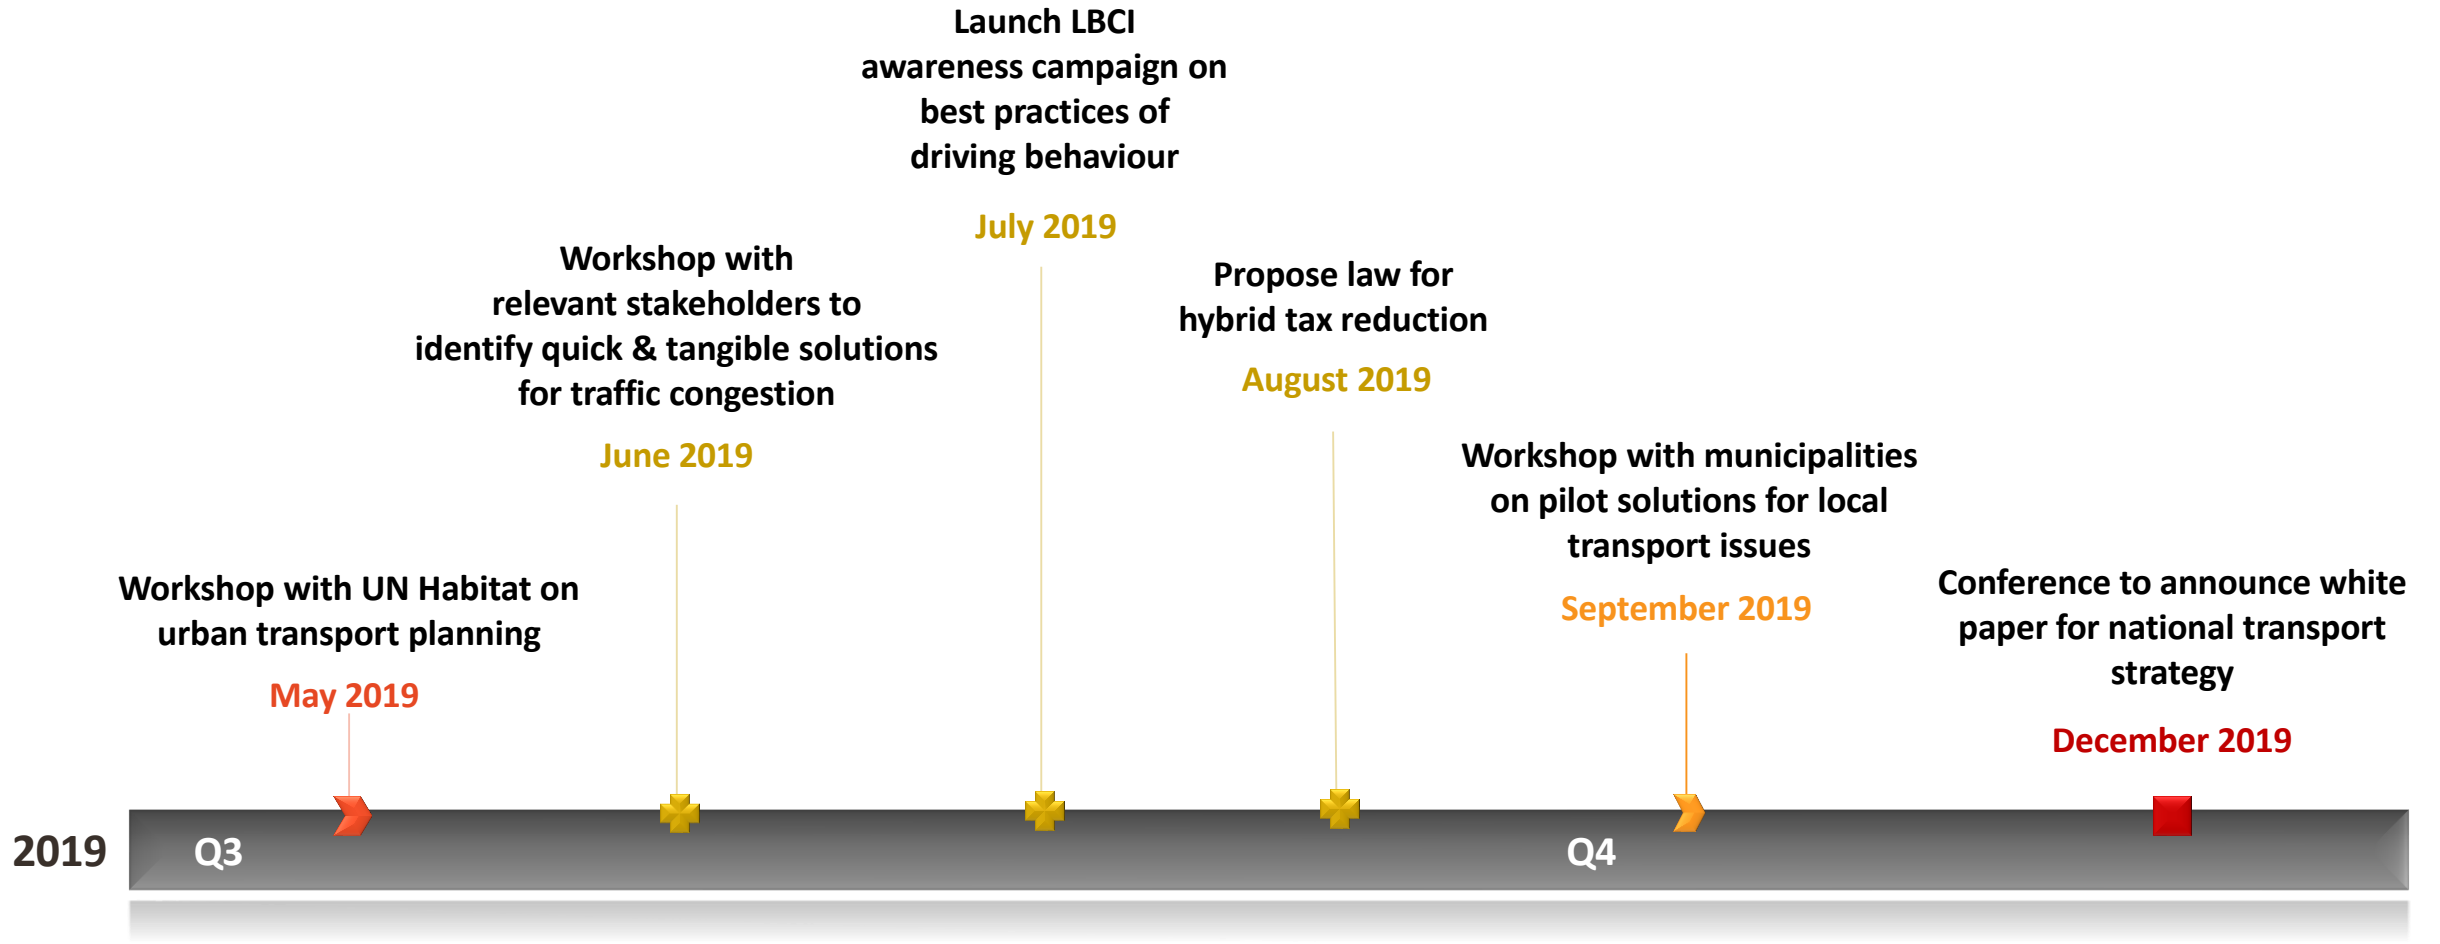 Launch LBCI
awareness campaign on
best practices of
driving behaviour
July 2019
Workshop with
relevant stakeholders to
identify quick & tangible solutions
for traffic congestion
June 2019
Propose law for
hybrid tax reduction
August 2019
Workshop with municipalities
on pilot solutions for local
transport issues
September 2019
Workshop with UN Habitat on
urban transport planning
May 2019
Conference to announce white
paper for national transport
strategy
December 2019
2019
Q3
Q4